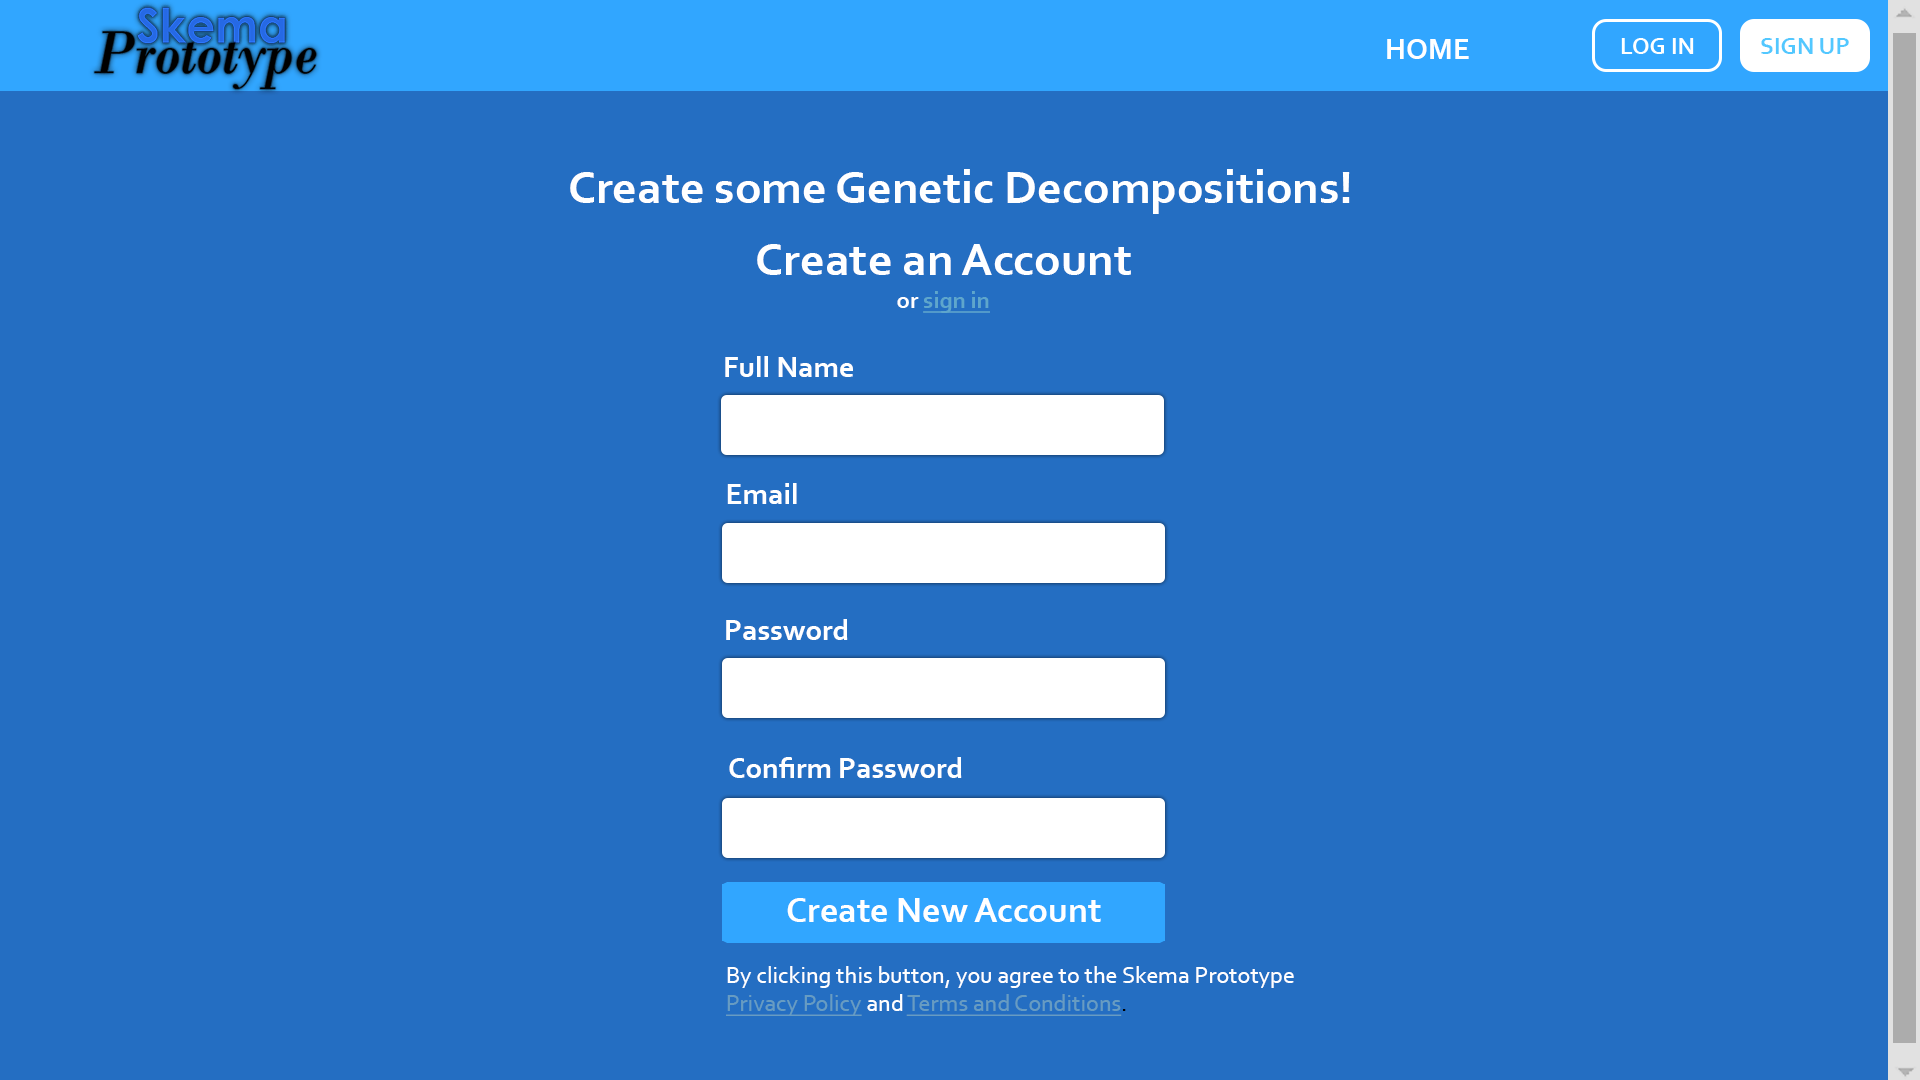 Skema
Prototype
HOME
LOG IN
SIGN UP
Create some Genetic Decompositions!
Create an Account
or sign in
Full Name
Email
Password
Confirm Password
Create New Account
By clicking this button, you agree to the Skema Prototype
Privacy Policy and Terms and Conditions.